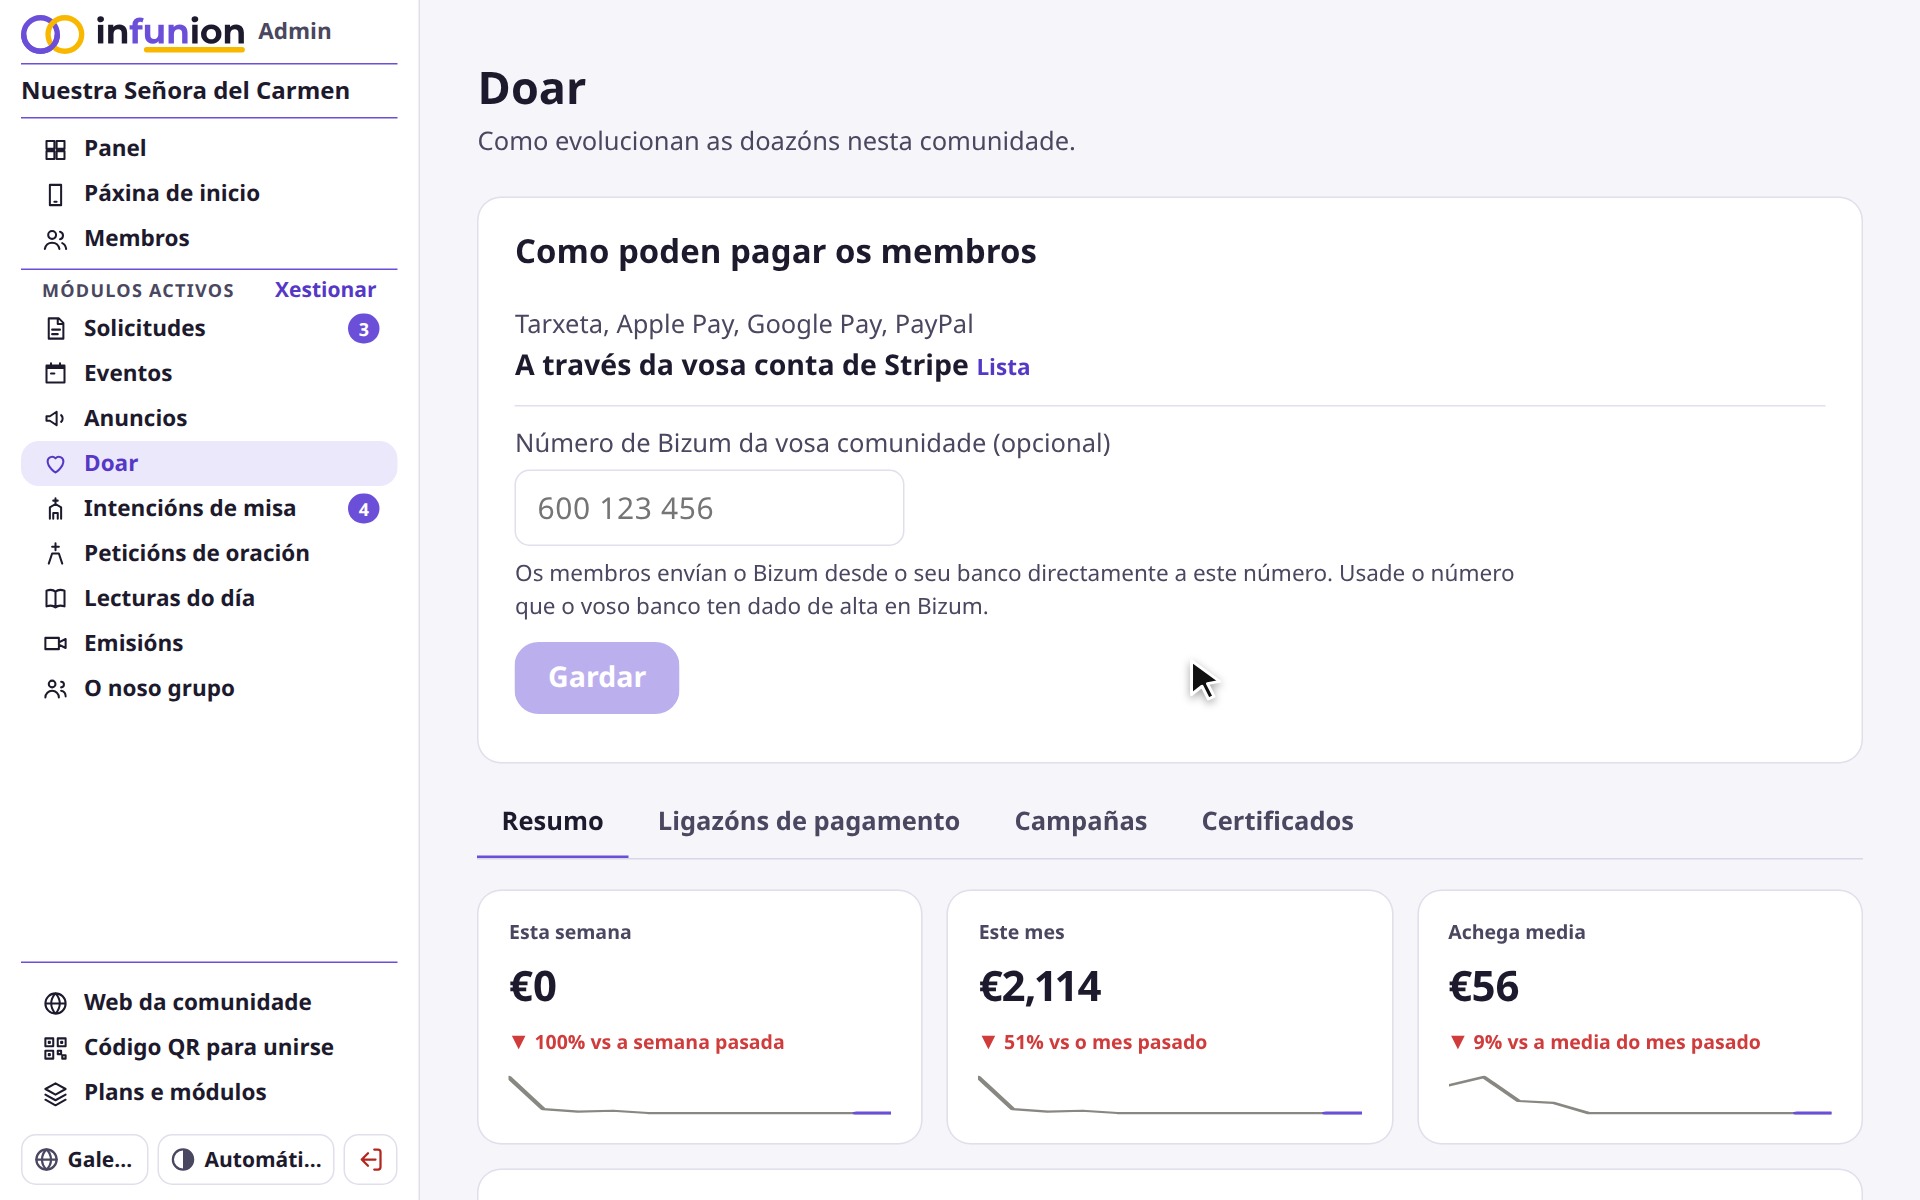 infunion Admin
Nuestra Señora del Carmen
Panel
Páxina de inicio
Membros
MÓDULOS ACTIVOS Xestionar
Solicitudes 3
Eventos
Anuncios
Doar
Intencións de misa 4
Peticións de oración
Lecturas do día
Emisións
O noso grupo
Web da comunidade
Código QR para unirse
Plans e módulos
Gale... Automáti...
Doar
Como evolucionan as doazóns nesta comunidade.
Como poden pagar os membros
Tarxeta, Apple Pay, Google Pay, PayPal
A través da vosa conta de Stripe Lista
Número de Bizum da vosa comunidade (opcional)
600 123 456
Os membros envían o Bizum desde o seu banco directamente a este número. Usade o número
que o voso banco ten dado de alta en Bizum.
Gardar
Resumo Ligazóns de pagamento Campañas Certificados
Esta semana
€0
▼ 100% vs a semana pasada
Este mes
€2,114
▼ 51% vs o mes pasado
Achega media
€56
▼ 9% vs a media do mes pasado